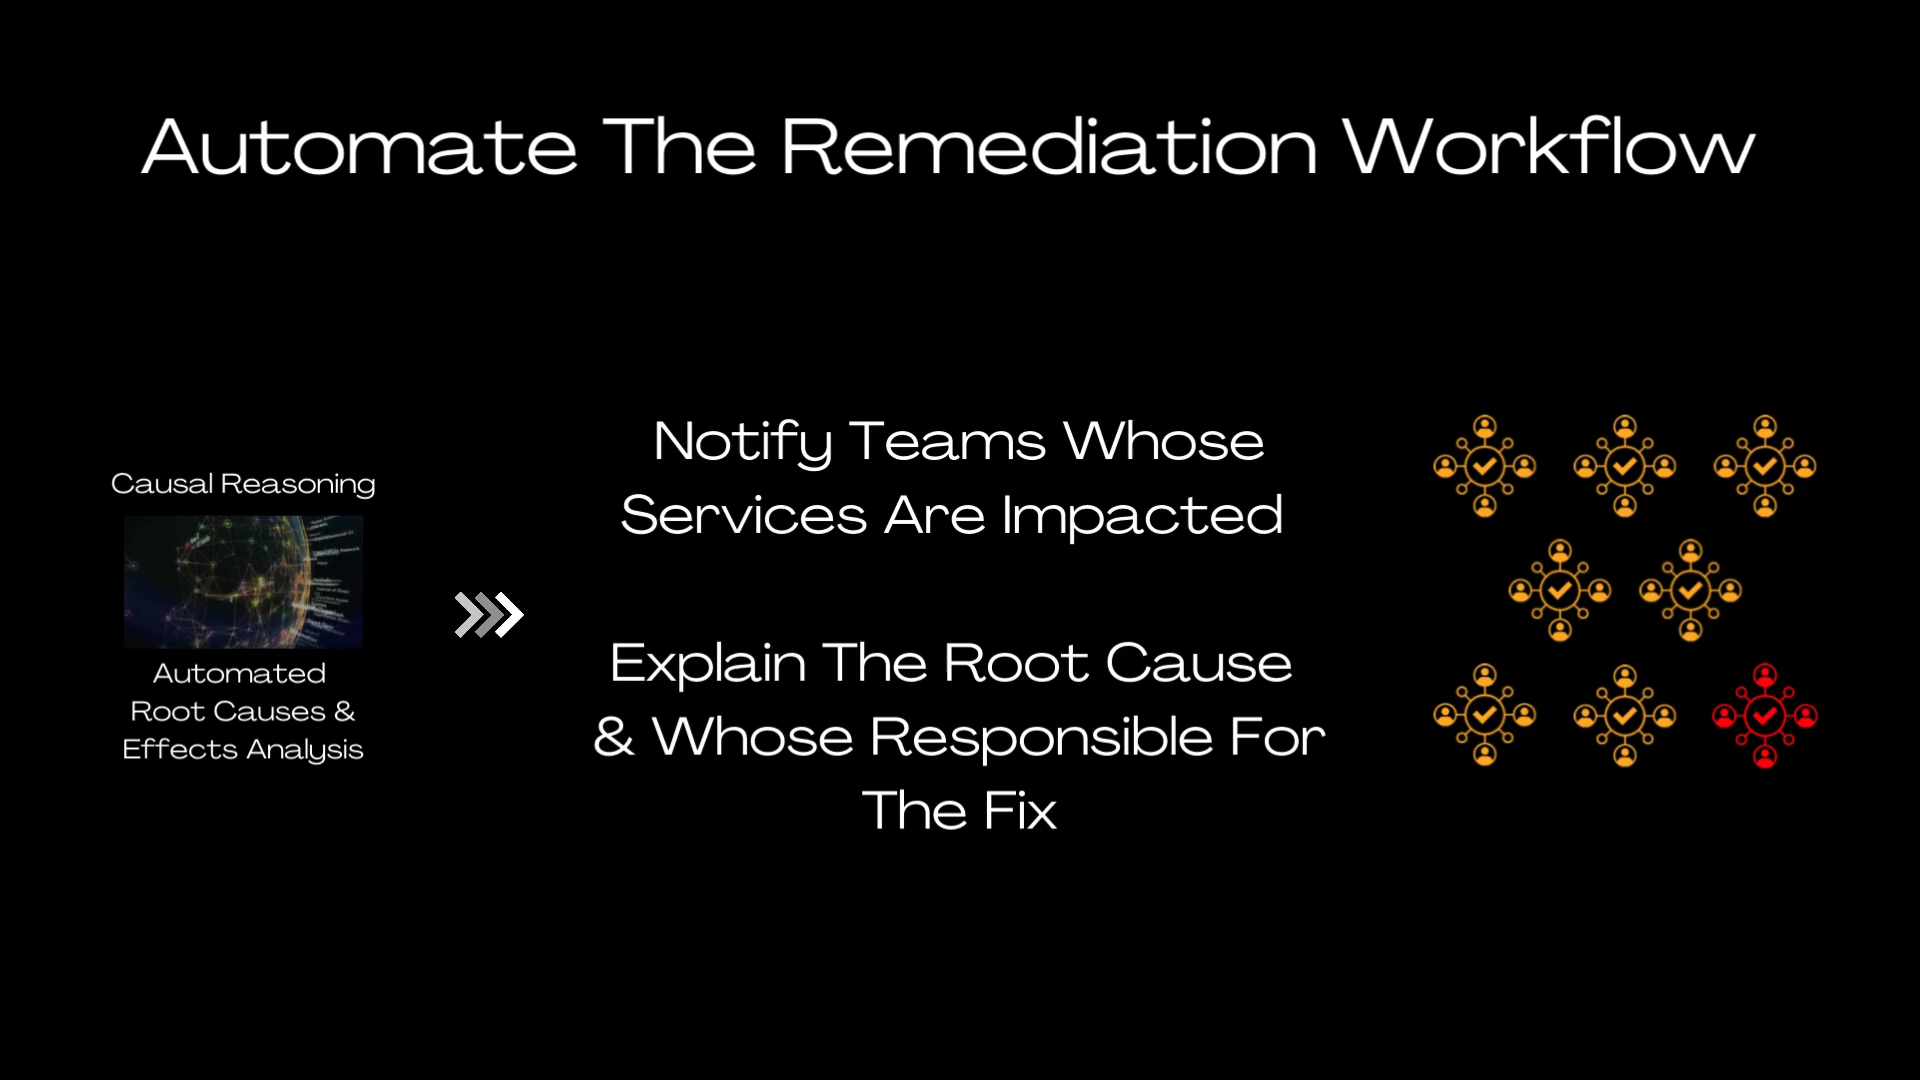 Automate The Remediation Workflow
Causal Reasoning
Automated
Root Causes &
Effects Analysis
Notify Teams Whose
Services Are Impacted
Explain The Root Cause
& Whose Responsible For
The Fix